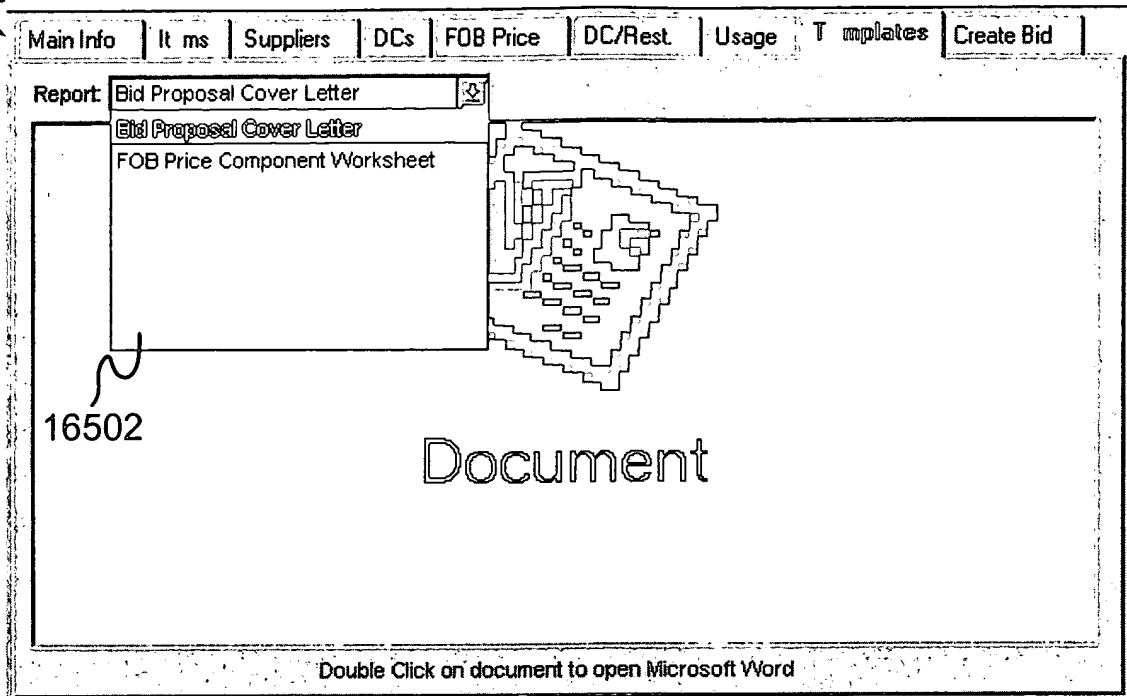 Main Info It ms Suppliers DCs FOB Price DC/Rest. Usage T mplates Create Bid
Report: Bid Proposal Cover Letter
Bid Proposal Cover Letter
FOB Price Component Worksheet
16502
Document
Double Click on document to open Microsoft Word